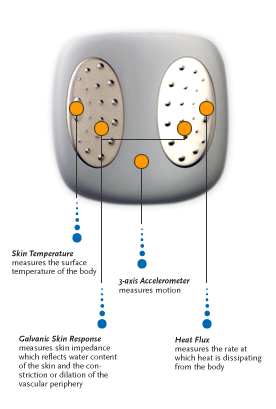 Skin Temperature
measures the surface
temperature of the body
3-axis Accelerometer
measures motion
Galvanic Skin Response
measures skin impedance
which reflects water content
of the skin and the con-
striction or dilation of the
vascular periphery
Heat Flux
measures the rate at
which heat is dissipating
from the body